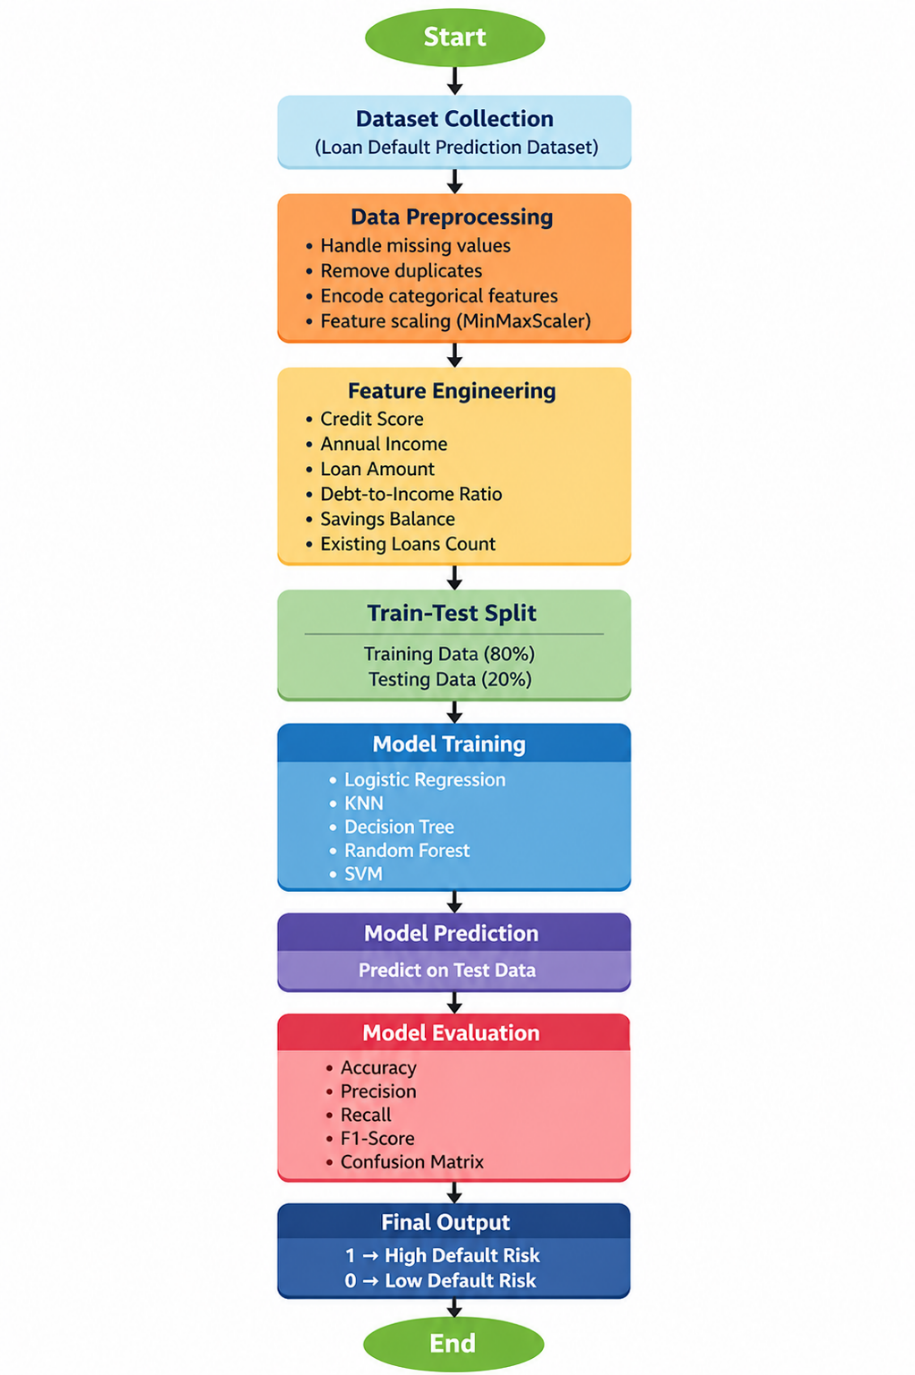 Start
Dataset Collection
(Loan Default Prediction Dataset)
Data Preprocessing
• Handle missing values
• Remove duplicates
• Encode categorical features
• Feature scaling (MinMaxScaler)
Feature Engineering
• Credit Score
• Annual Income
• Loan Amount
• Debt-to-Income Ratio
• Savings Balance
• Existing Loans Count
Train-Test Split
Training Data (80%)
Testing Data (20%)
Model Training
• Logistic Regression
• KNN
• Decision Tree
• Random Forest
• SVM
Model Prediction
Predict on Test Data
Model Evaluation
• Accuracy
• Precision
• Recall
• F1-Score
• Confusion Matrix
Final Output
1 → High Default Risk
0 → Low Default Risk
End